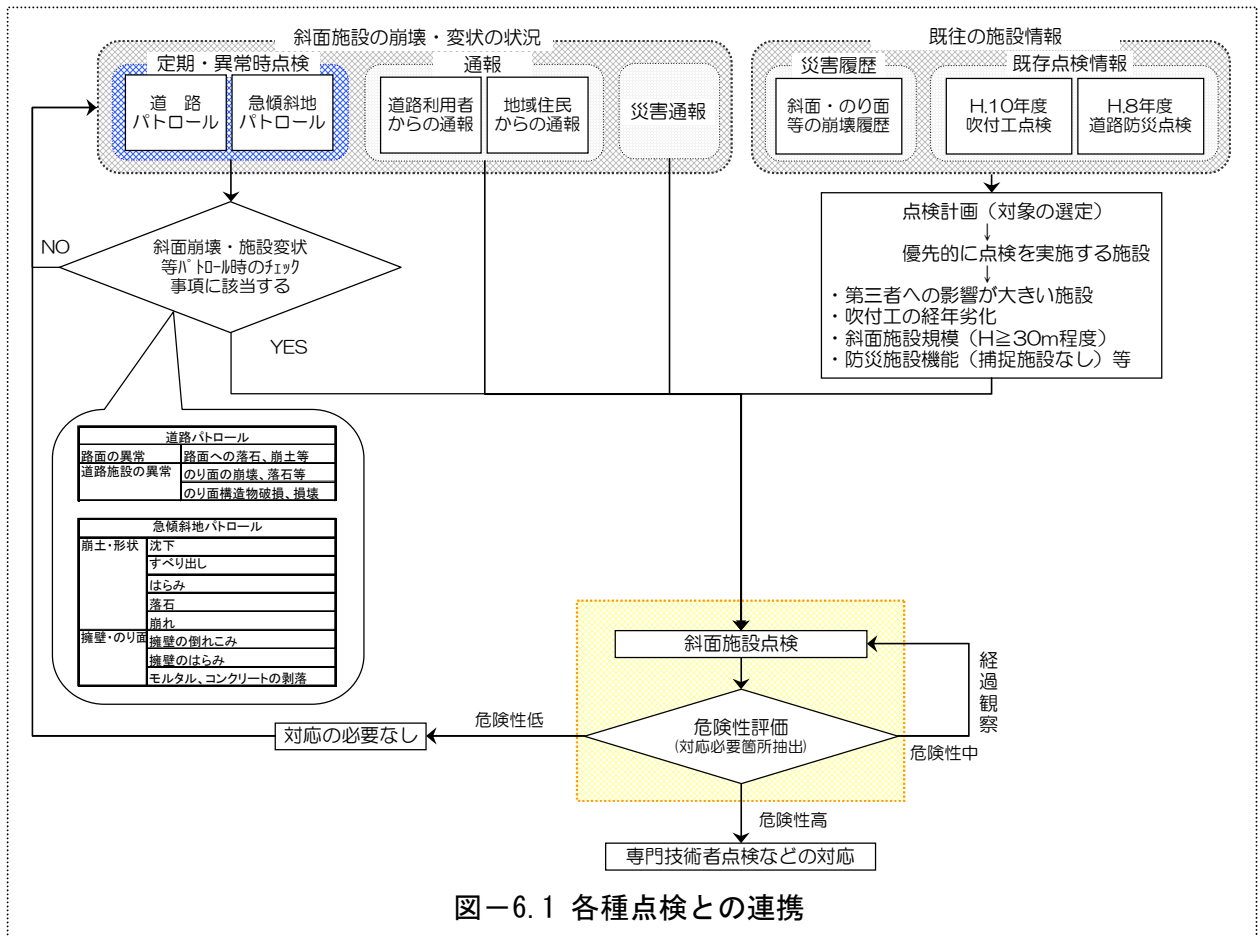 斜面施設の崩壊・変状の状況
定期・異常時点検
道　路
パトロール
急傾斜地
パトロール
通報
道路利用者
からの通報
地域住民
からの通報
災害通報
既往の施設情報
災害履歴
斜面・のり面
等の崩壊履歴
既存点検情報
H,10年度
吹付工点検
H,8年度
道路防災点検
点検計画（対象の選定）
↓
優先的に点検を実施する施設
↓
・第三者への影響が大きい施設
・吹付工の経年劣化
・斜面施設規模（H≧30m程度）
・防災施設機能（捕捉施設なし）等
NO
斜面崩壊・施設変状
等ﾊﾟﾄﾛｰﾙ時のﾁｪｯｸ
事項に該当する
YES
道路パトロール
路面の異常 路面への落石、崩土等
道路施設の異常 のり面の崩壊、落石等
のり面構造物破損、損壊
急傾斜地パトロール
崩土・形状 沈下
すべり出し
はらみ
落石
崩れ
擁壁・のり面 擁壁の倒れこみ
擁壁のはらみ
モルタル、コンクリートの剥落
斜面施設点検
経過観察
危険性評価
(対応必要箇所抽出)
危険性低
対応の必要なし
危険性中
危険性高
専門技術者点検などの対応
図－6.1 各種点検との連携